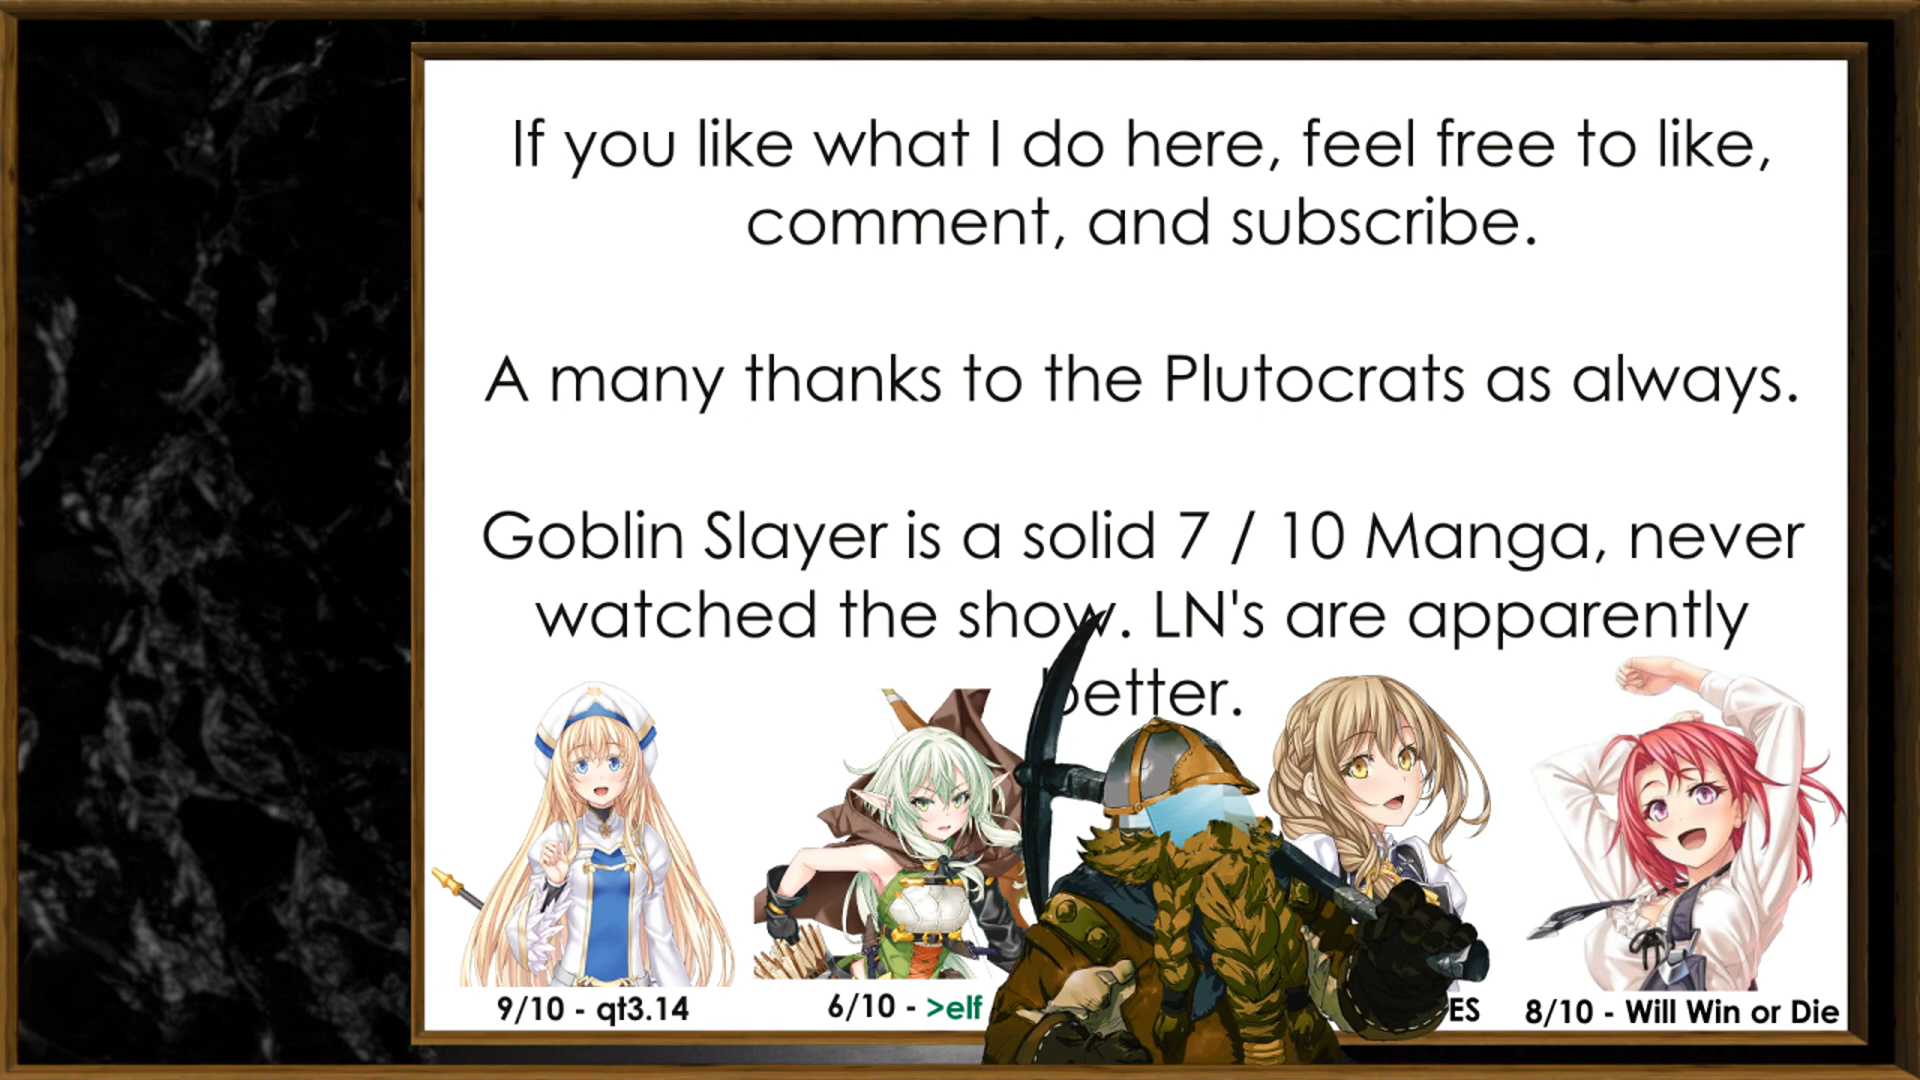 If you like what I do here, feel free to like,
comment, and subscribe.
A many thanks to the Plutocrats as always.
Goblin Slayer is a solid 7 / 10 Manga, never
watched the show. LN's are apparently
better.
9/10 - qt3.14
6/10 - >elf
8/10 - Will Win or Die